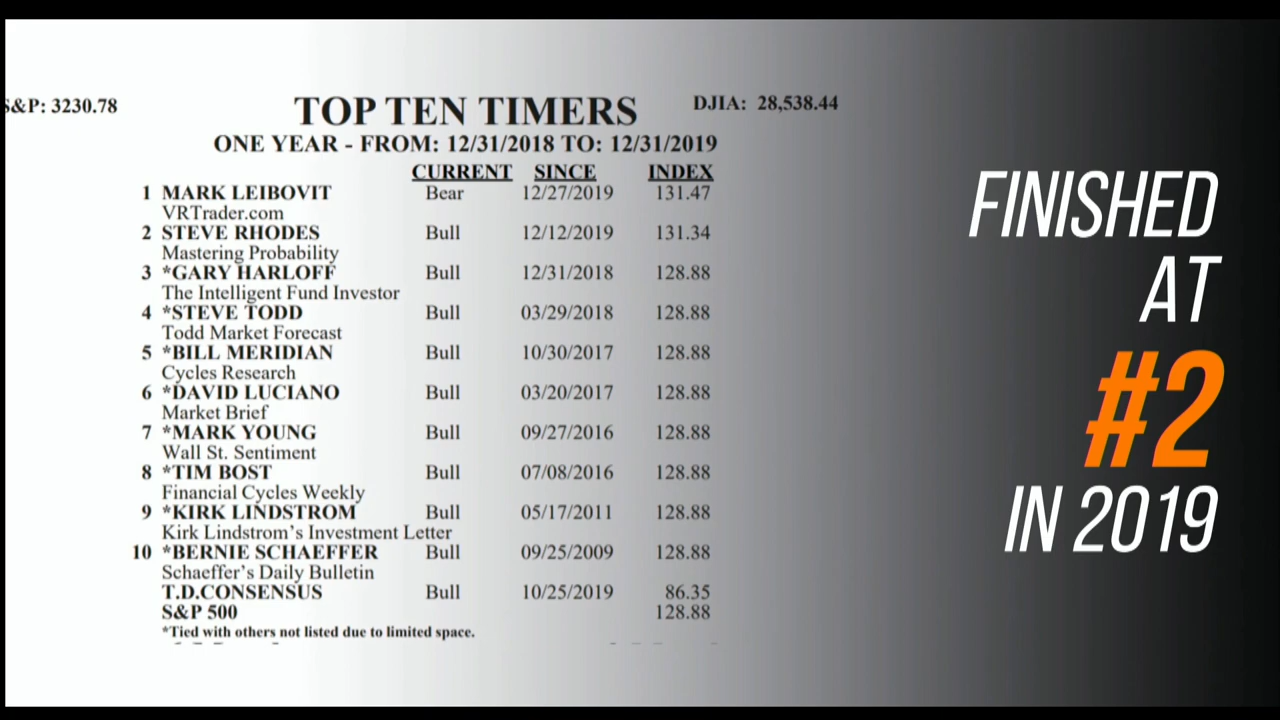 S&P: 3230.78
TOP TEN TIMERS
DJIA: 28,538.44
ONE YEAR - FROM: 12/31/2018 TO: 12/31/2019
CURRENT SINCE INDEX
1 MARK LEIBOVIT Bear 12/27/2019 131.47
VRTrader.com
2 STEVE RHODES Bull 12/12/2019 131.34
Mastering Probability
3 *GARY HARLOFF Bull 12/31/2018 128.88
The Intelligent Fund Investor
4 *STEVE TODD Bull 03/29/2018 128.88
Todd Market Forecast
5 *BILL MERIDIAN Bull 10/30/2017 128.88
Cycles Research
6 *DAVID LUCIANO Bull 03/20/2017 128.88
Market Brief
7 *MARK YOUNG Bull 09/27/2016 128.88
Wall St. Sentiment
8 *TIM BOST Bull 07/08/2016 128.88
Financial Cycles Weekly
9 *KIRK LINDSTROM Bull 05/17/2011 128.88
Kirk Lindstrom's Investment Letter
10 *BERNIE SCHAEFFER Bull 09/25/2009 128.88
Schaeffer's Daily Bulletin
T.D.CONSENSUS Bull 10/25/2019 86.35
S&P 500 128.88
*Tied with others not listed due to limited space.
FINISHED
AT
#2
IN 2019